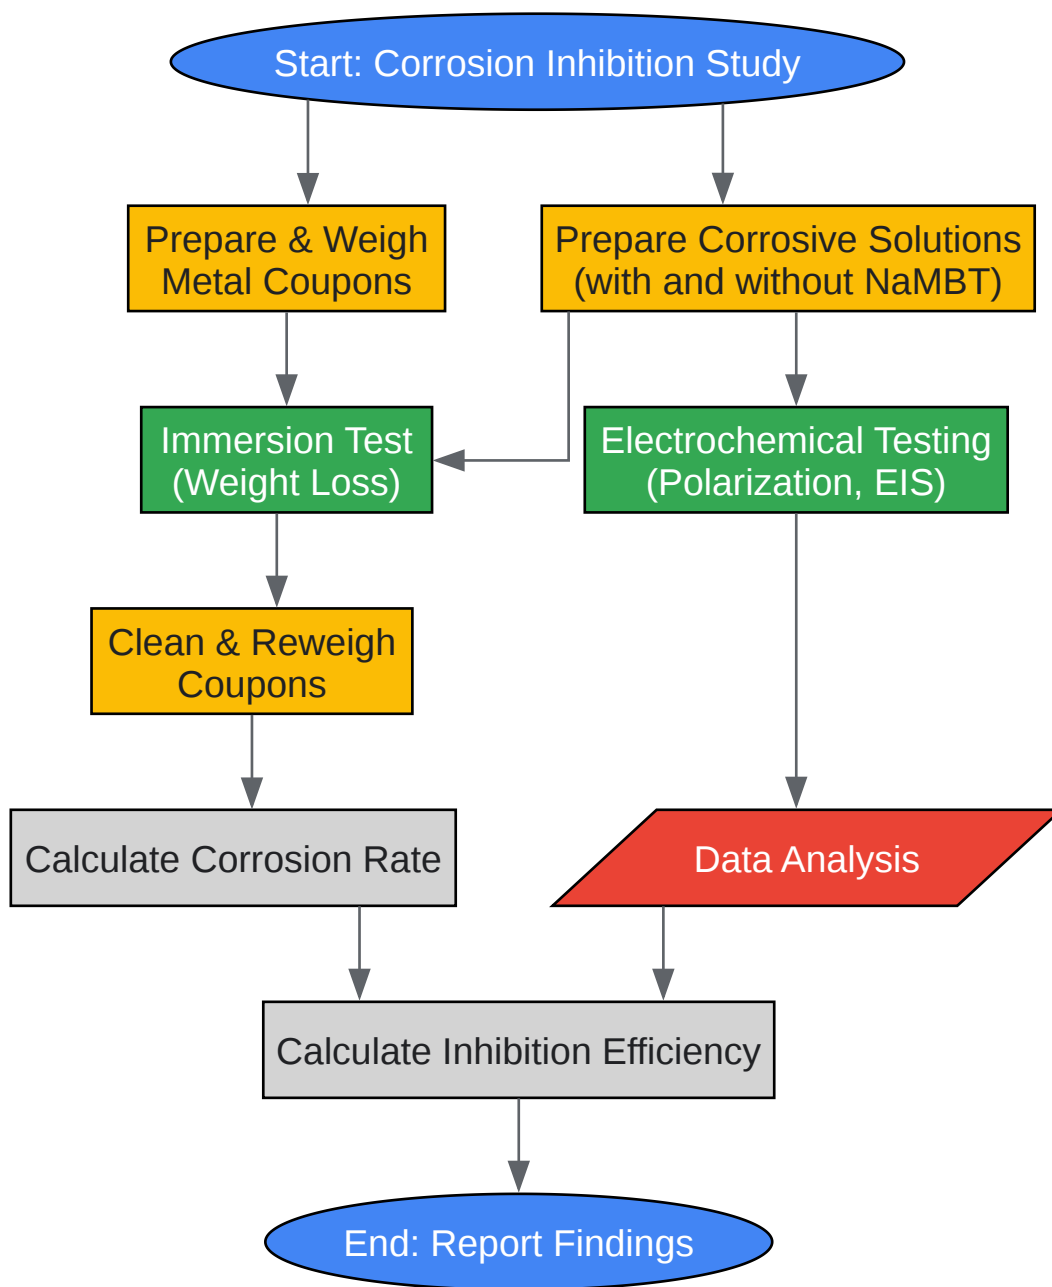 Start: Corrosion Inhibition Study
Prepare & Weigh
Metal Coupons
Prepare Corrosive Solutions
(with and without NaMBT)
Immersion Test
(Weight Loss)
Electrochemical Testing
(Polarization, EIS)
Clean & Reweigh
Coupons
Calculate Corrosion Rate
Data Analysis
Calculate Inhibition Efficiency
End: Report Findings